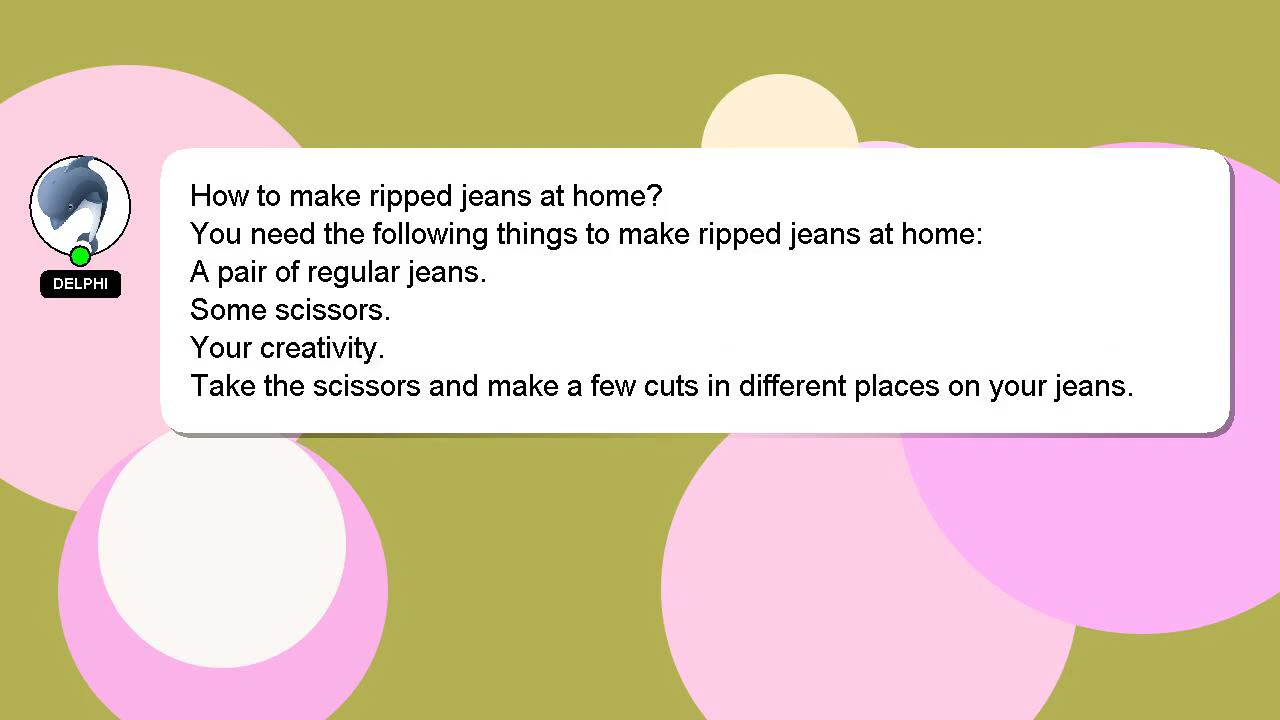 How to make ripped jeans at home?
You need the following things to make ripped jeans at home:
A pair of regular jeans.
Some scissors.
Your creativity.
Take the scissors and make a few cuts in different places on your jeans.
DELPHI